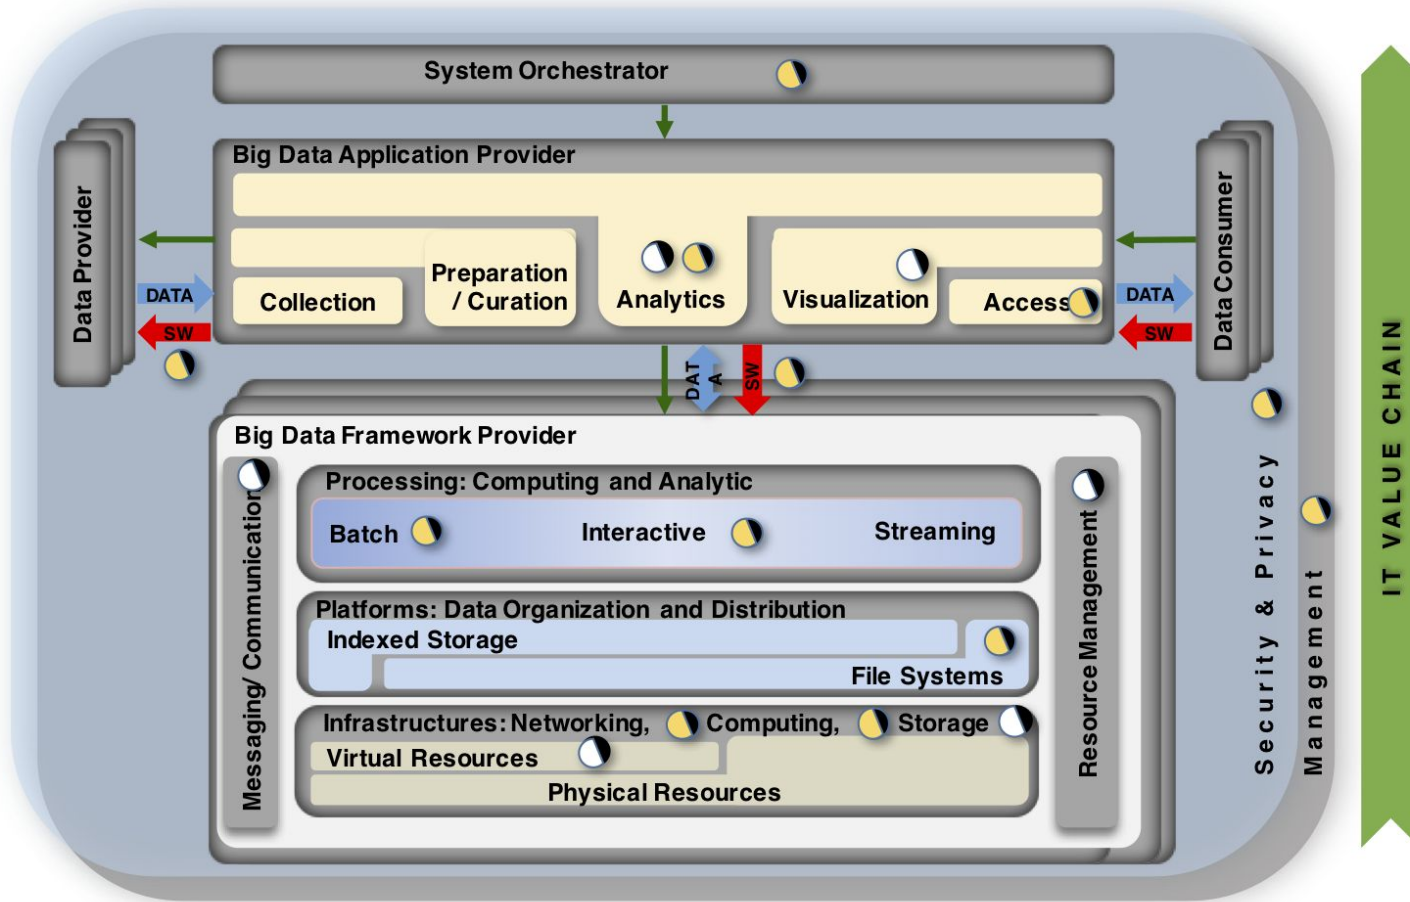 System Orchestrator
Big Data Application Provider
Data Provider
DATA
SW
Collection
Preparation
/ Curation
Analytics
Visualization
Access
DATA
SW
Data Consumer
DAT
A
SW
Big Data Framework Provider
Messaging/ Communication
Processing: Computing and Analytic
Batch
Interactive
Streaming
Platforms: Data Organization and Distribution
Indexed Storage
File Systems
Infrastructures: Networking, Computing, Storage
Virtual Resources
Physical Resources
Resource Management
Security & Privacy
Management
IT VALUE CHAIN